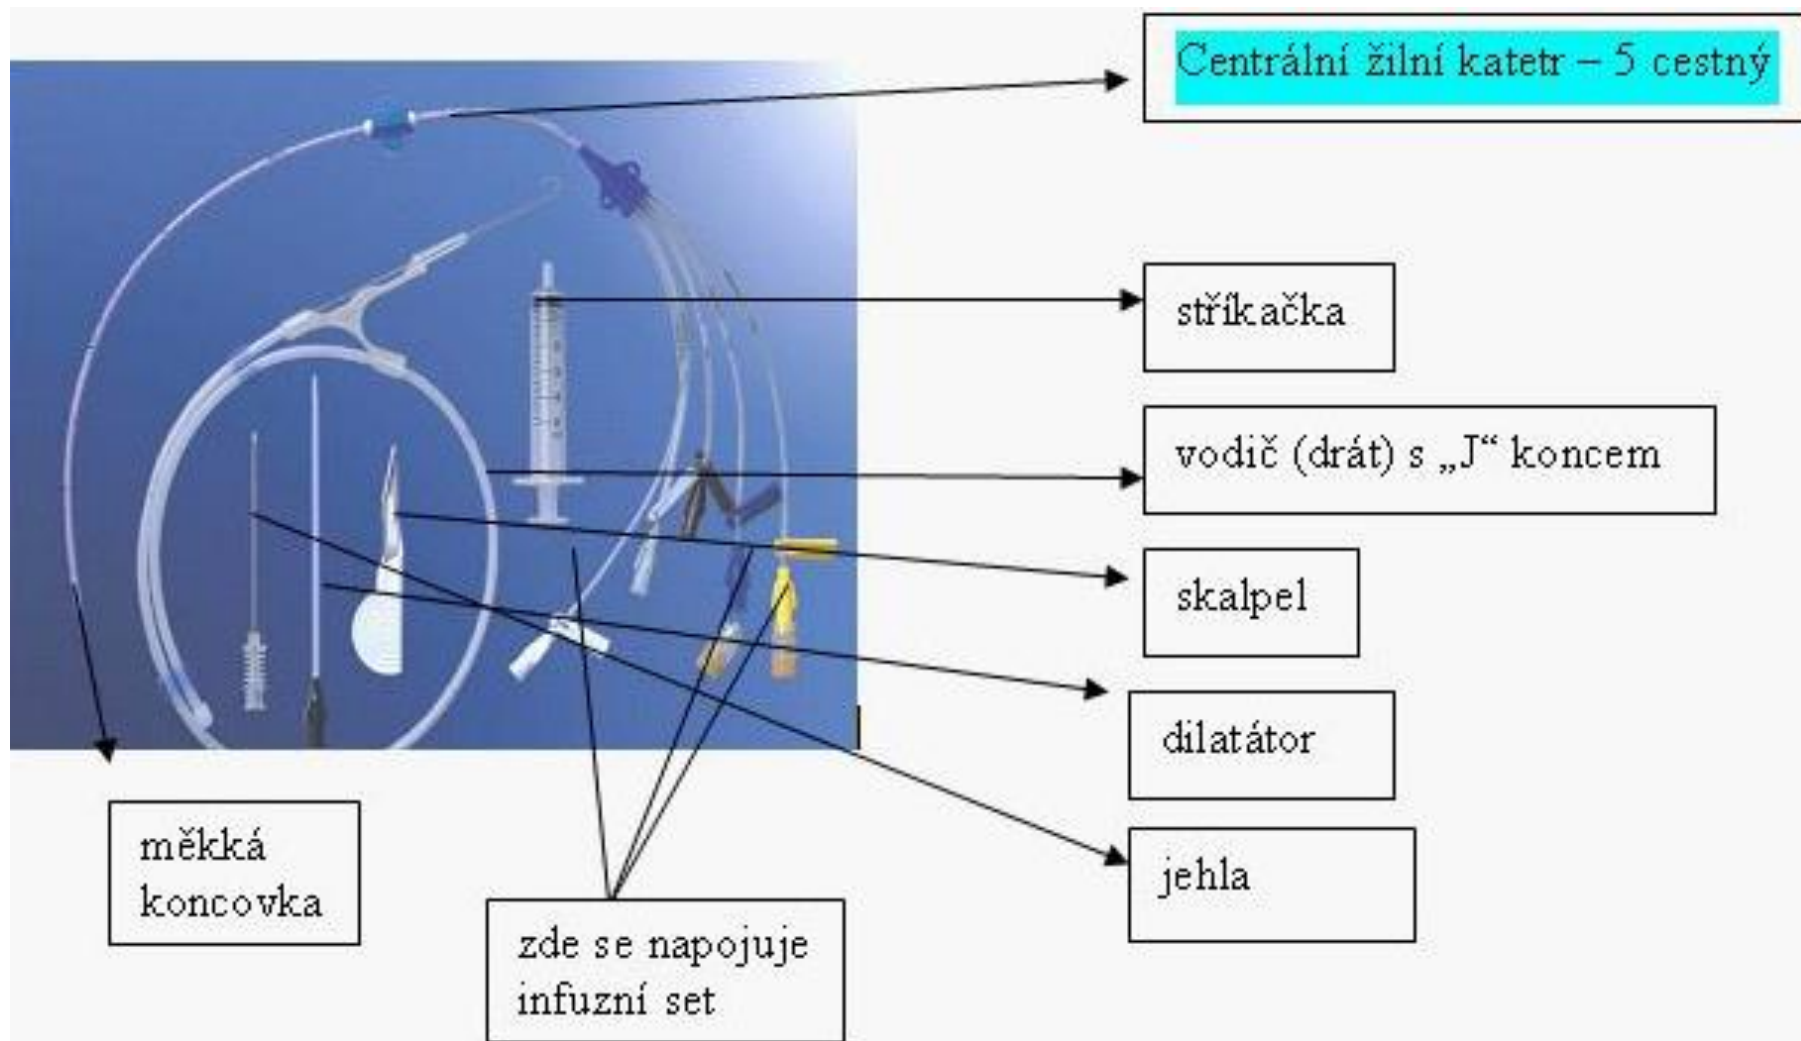 Centrální žilní katetr – 5 cestný
stříkačka
vodič (drát) s „J“ koncem
skalpel
dilatátor
jehla
měkká
koncovka
zde se napojuje
infuzní set